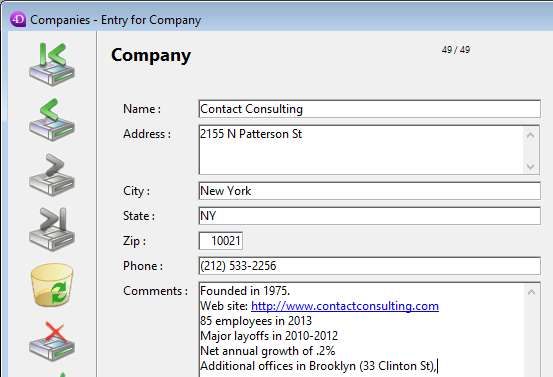 4D Companies - Entry for Company
Company
49 / 49
Name : Contact Consulting
Address : 2155 N Patterson St
City : New York
State : NY
Zip : 10021
Phone : (212) 533-2256
Comments : Founded in 1975.
Web site: http://www.contactconsulting.com
85 employees in 2013
Major layoffs in 2010-2012
Net annual growth of .2%
Additional offices in Brooklyn (33 Clinton St),